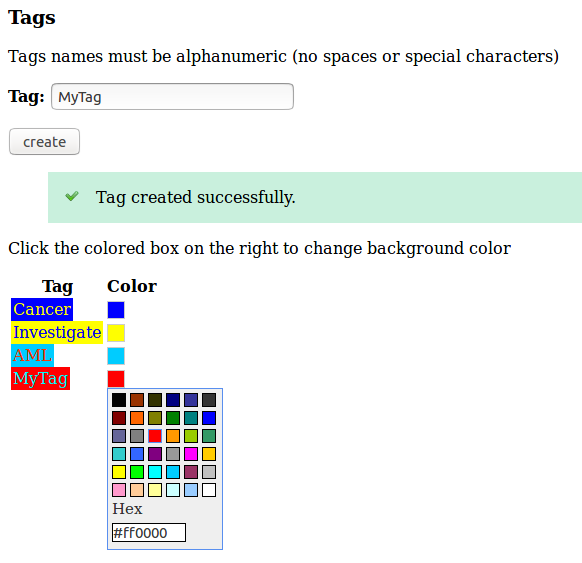 Tags
Tags names must be alphanumeric (no spaces or special characters)
Tag: MyTag
create
Tag created successfully.
Click the colored box on the right to change background color
Tag Color
Cancer
Investigate
AML
MyTag
Hex
#ff0000